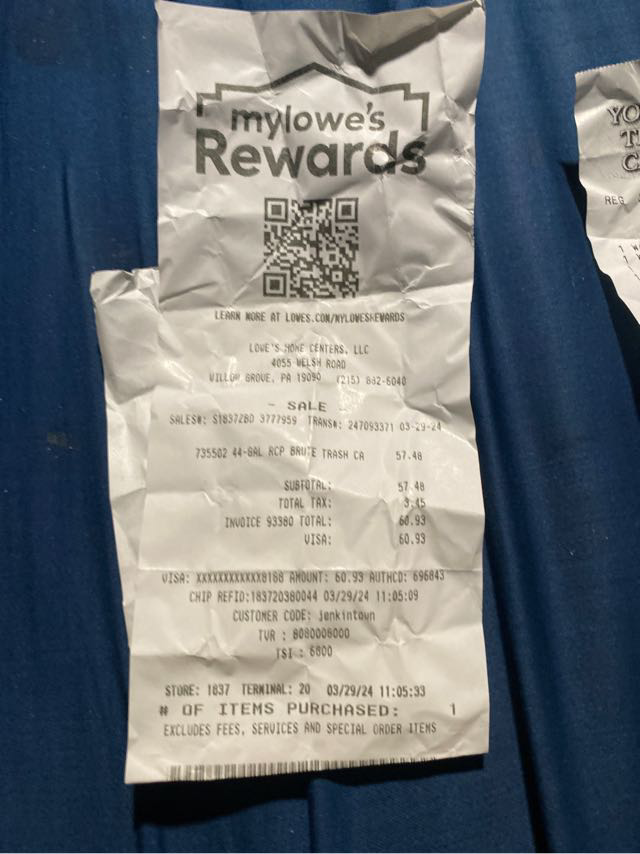 mylowe's
Rewards
LEARN MORE AT LOWES.COM/MYLOWESREWARDS
LOWE'S HOME CENTERS, LLC
4055 WELSH ROAD
WILLOW GROVE, PA 19090 (215) 832-6040
- SALE -
SALES#: S1837ZBD 3777959 TRANS#: 247093371 03-29-24
735502 44-GAL RCP BRUTE TRASH CA 57.48
SUBTOTAL: 57.48
TOTAL TAX: 3.45
INVOICE 93380 TOTAL: 60.93
VISA: 60.93
VISA: XXXXXXXXXXXX8168 AMOUNT: 60.93 AUTHCD: 696843
CHIP REFID:183720380044 03/29/24 11:05:09
CUSTOMER CODE: jenkintown
TVR : 8080008000
TSI : 6800
STORE: 1837 TERMINAL: 20 03/29/24 11:05:33
# OF ITEMS PURCHASED: 1
EXCLUDES FEES, SERVICES AND SPECIAL ORDER ITEMS
YO
T
C
REG